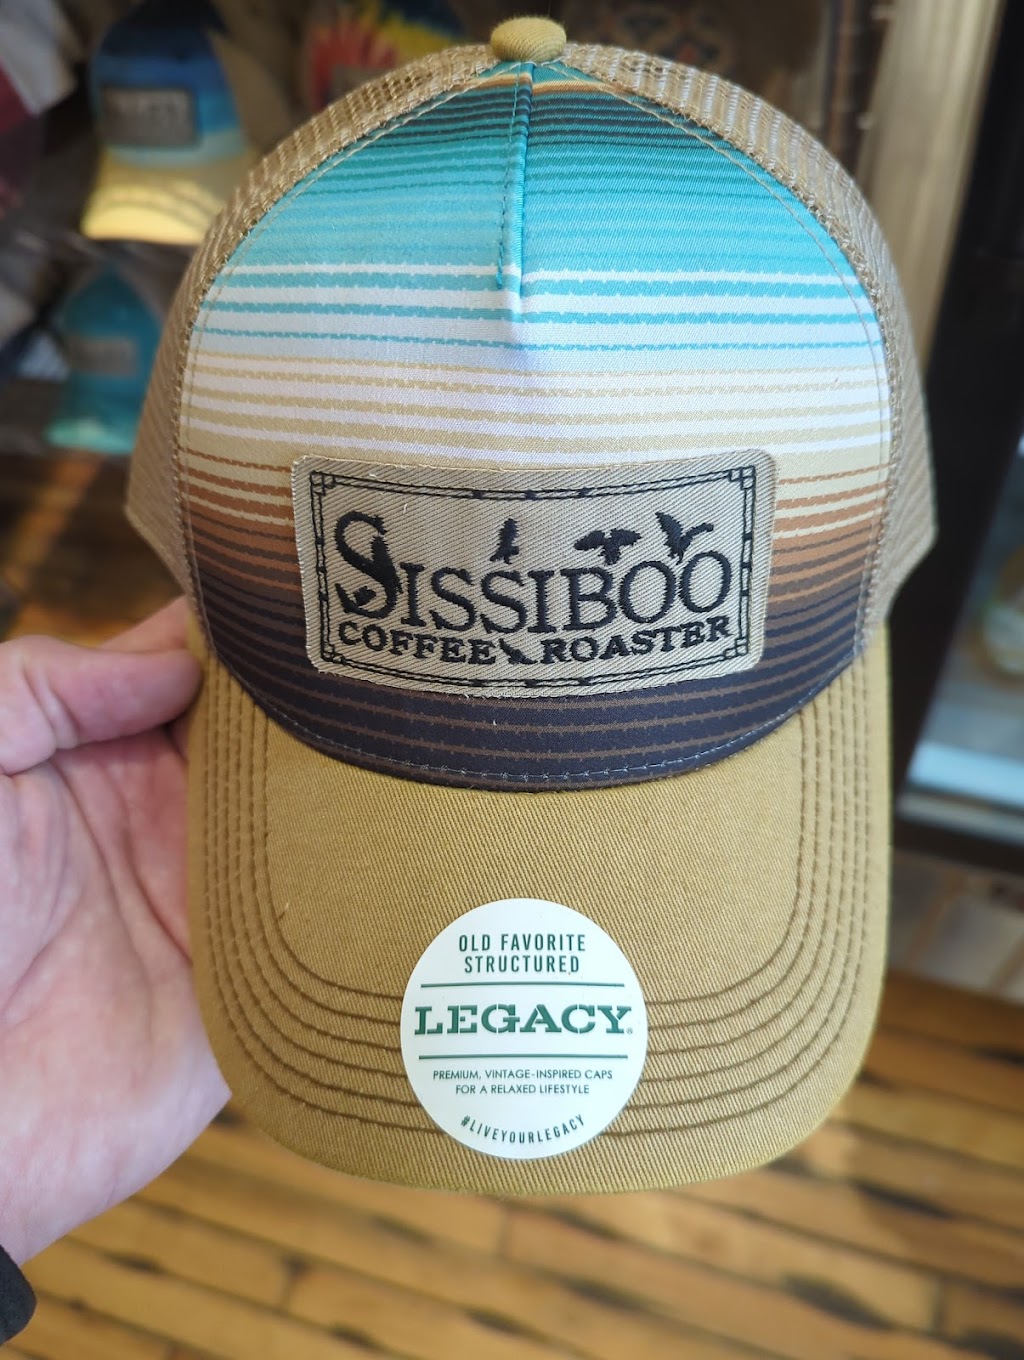 SISSIBOO
COFFEE ROASTER
OLD FAVORITE
STRUCTURED
LEGACY®
PREMIUM, VINTAGE-INSPIRED CAPS
FOR A RELAXED LIFESTYLE
#LIVEYOURLEGACY